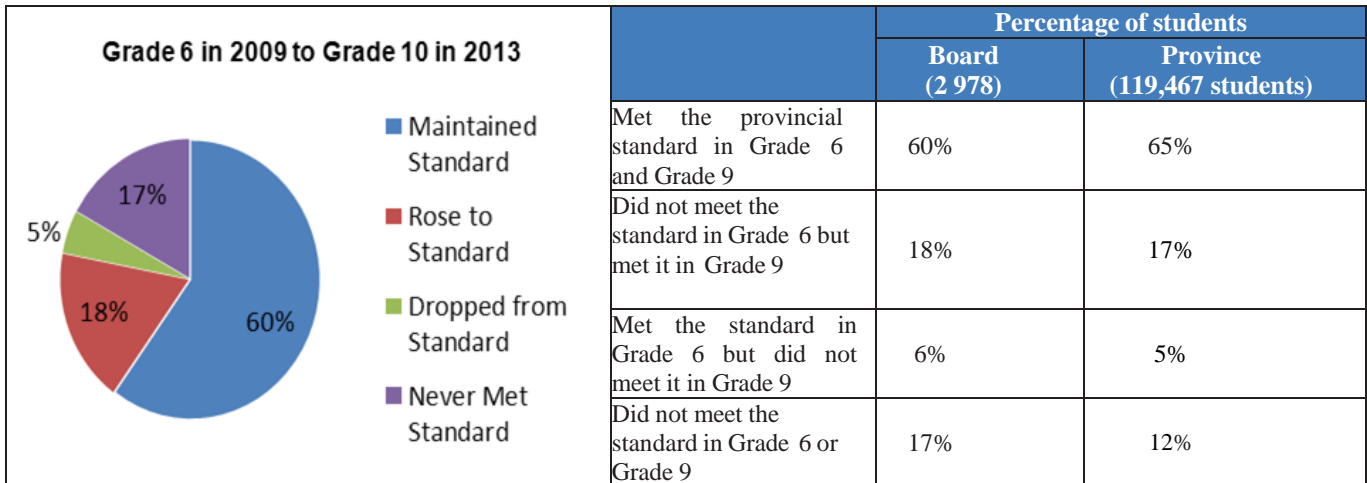 Grade 6 in 2009 to Grade 10 in 2013
17%
5%
18%
60%
Maintained
Standard
Rose to
Standard
Dropped from
Standard
Never Met
Standard
Percentage of students
Board
(2 978)
Province
(119,467 students)
Met the provincial
standard in Grade 6
and Grade 9
60%
65%
Did not meet the
standard in Grade 6 but
met it in Grade 9
18%
17%
Met the standard in
Grade 6 but did not
meet it in Grade 9
6%
5%
Did not meet the
standard in Grade 6 or
Grade 9
17%
12%